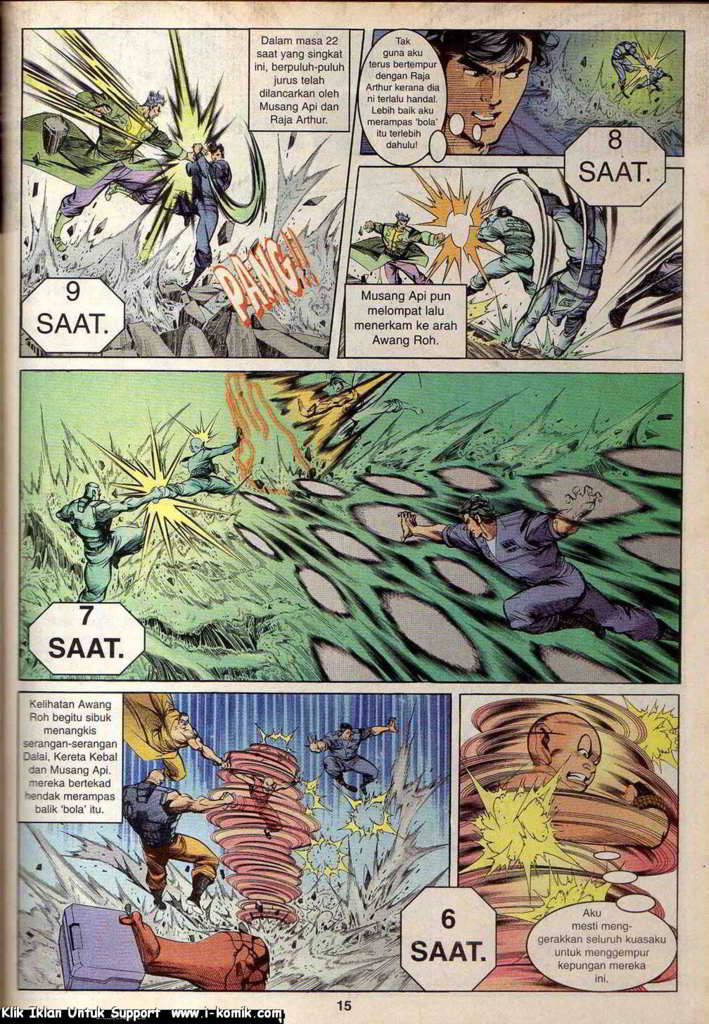 Dalam masa 22
saat yang singkat
ini, berpuluh-puluh
jurus telah
dilancarkan oleh
Musang Api dan
Raja Arthur.
PANG!!
9
SAAT.
Tak
guna aku
terus bertempur
dengan Raja
Arthur kerana dia
ni terlalu handal.
Lebih baik aku
merampas 'bola'
itu terlebih
dahulu!
8
SAAT.
Musang Api pun
melompat lalu
menerkam ke arah
Awang Roh.
7
SAAT.
Kelihatan Awang
Roh begitu sibuk
menangkis
serangan-serangan
Dalai, Kereta Kebal
dan Musang Api.
mereka bertekad
hendak merampas
balik 'bola' itu.
6
SAAT.
Aku
mesti meng-
gerakkan seluruh kuasaku
untuk menggempur
kepungan mereka
ini.
15
Klik Iklan Untuk Support www.i-komik.com